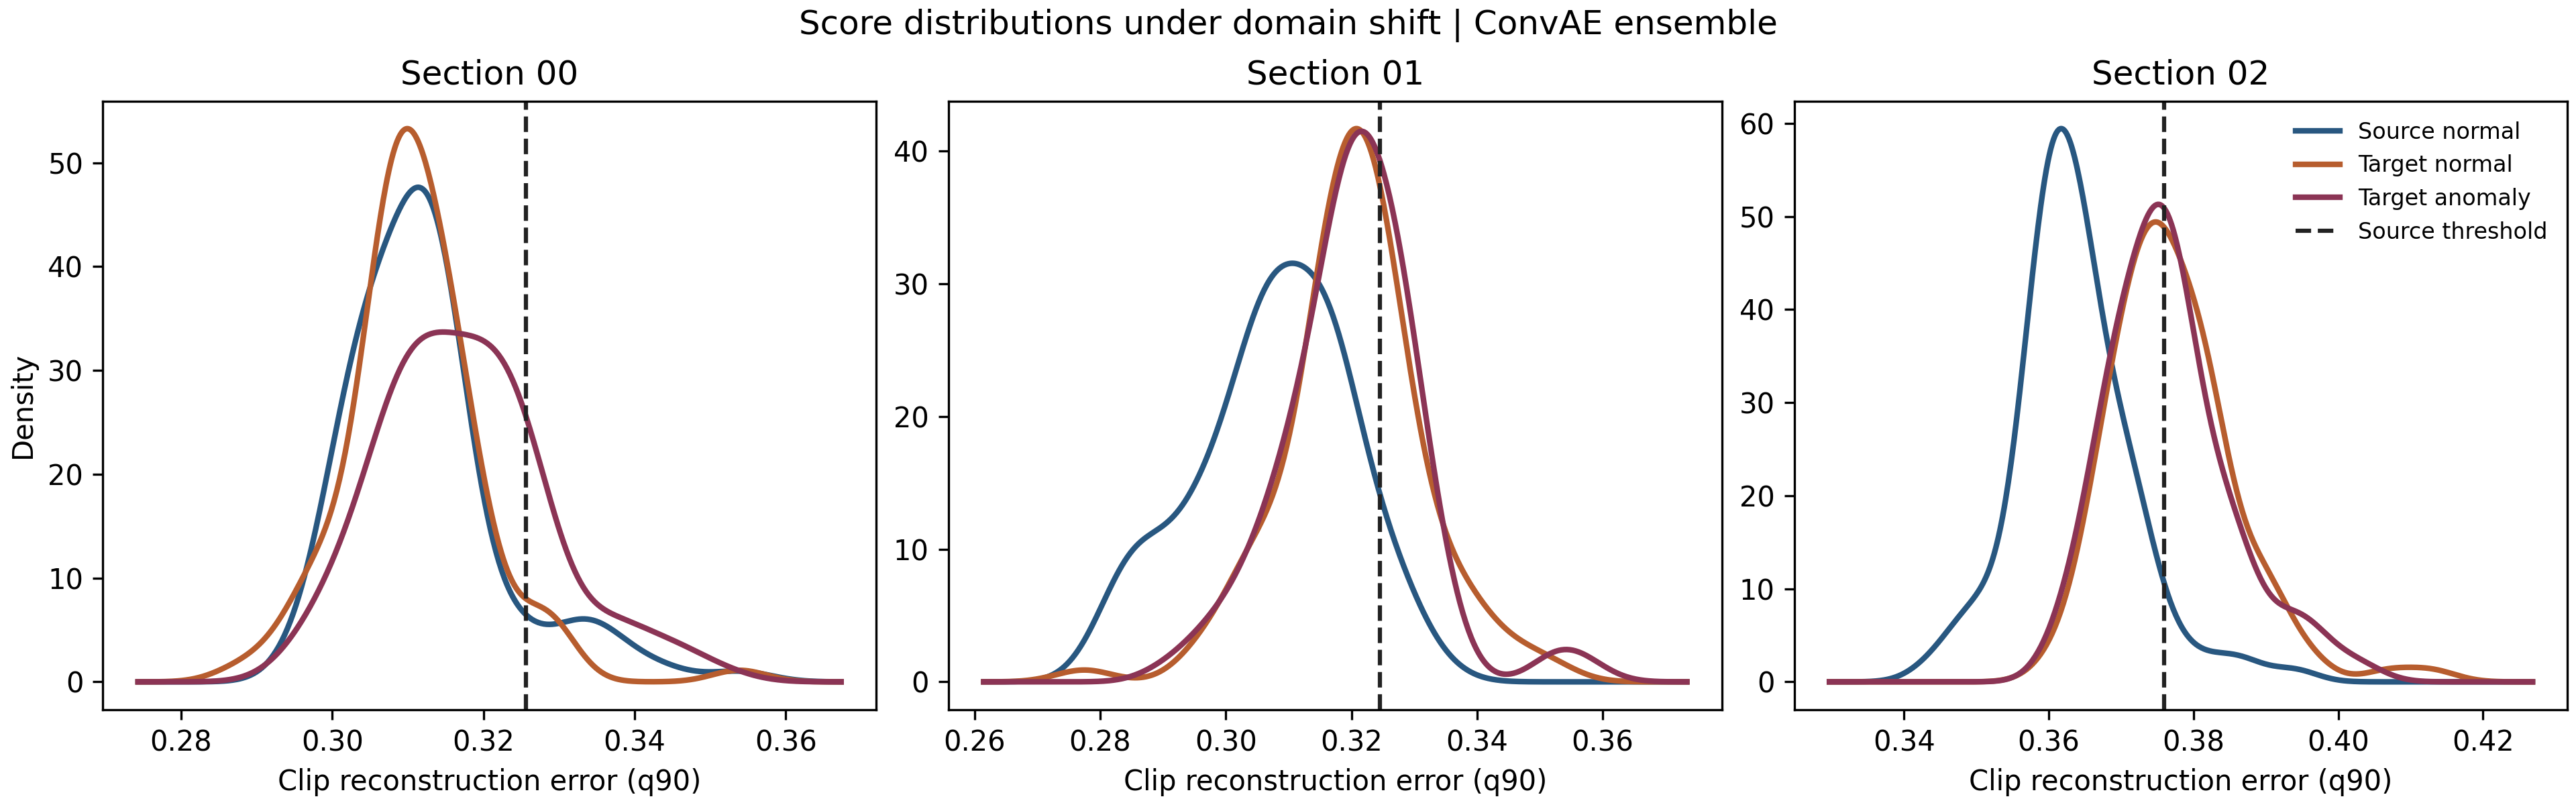 Score distributions under domain shift | ConvAE ensemble
Section 00
Section 01
Section 02
Density
50
40
30
20
10
0
0.28 0.30 0.32 0.34 0.36
Clip reconstruction error (q90)
40
30
20
10
0
0.26 0.28 0.30 0.32 0.34 0.36
Clip reconstruction error (q90)
60
50
40
30
20
10
0
0.34 0.36 0.38 0.40 0.42
Clip reconstruction error (q90)
Source normal
Target normal
Target anomaly
Source threshold